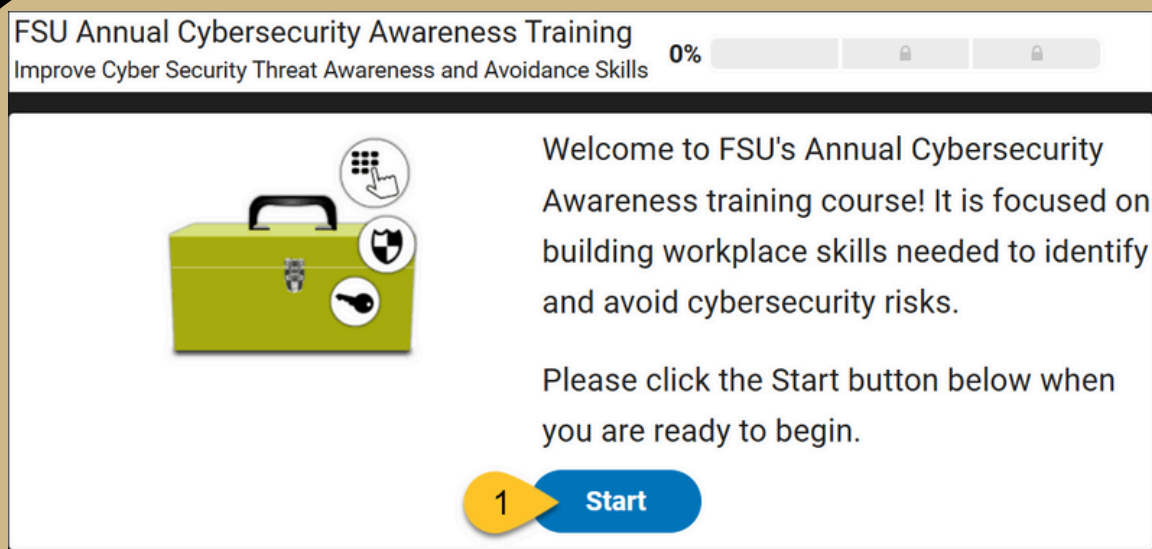 FSU Annual Cybersecurity Awareness Training
Improve Cyber Security Threat Awareness and Avoidance Skills
0%
Welcome to FSU's Annual Cybersecurity
Awareness training course! It is focused on
building workplace skills needed to identify
and avoid cybersecurity risks.
Please click the Start button below when
you are ready to begin.
1
Start